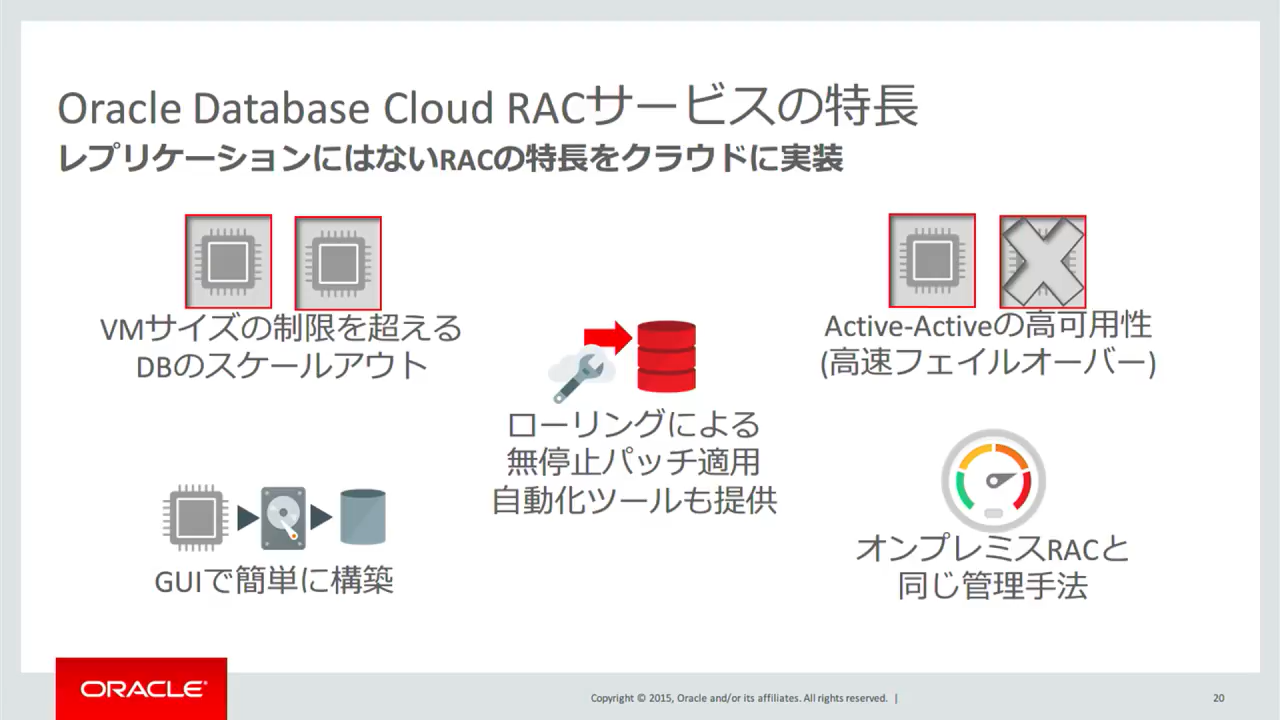 Oracle Database Cloud RACサービスの特長
レプリケーションにはないRACの特長をクラウドに実装
VMサイズの制限を超える
DBのスケールアウト
Active-Activeの高可用性
(高速フェイルオーバー)
ローリングによる
無停止パッチ適用
自動化ツールも提供
GUIで簡単に構築
オンプレミスRACと
同じ管理手法
ORACLE®
Copyright © 2015, Oracle and/or its affiliates. All rights reserved. |
20